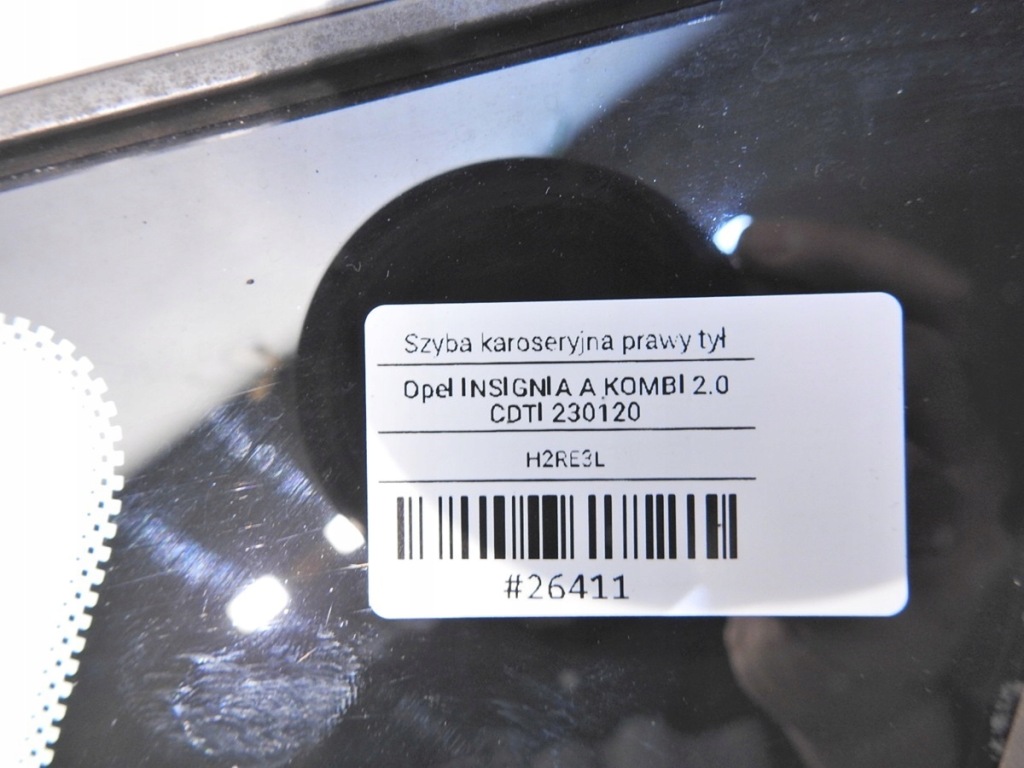 Szyba karoseryjna prawy tył
Opel INSIGNIA A KOMBI 2.0
CDTI 230120
H2RE3L
#26411